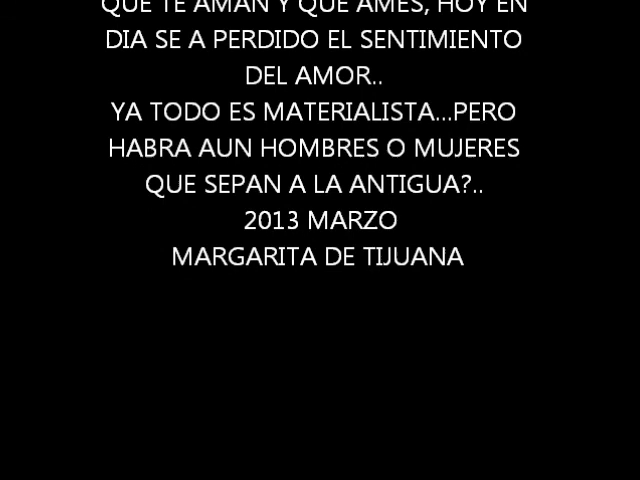 QUE TE AMAN Y QUE AMES, HOY EN
DIA SE A PERDIDO EL SENTIMIENTO
DEL AMOR..
YA TODO ES MATERIALISTA...PERO
HABRA AUN HOMBRES O MUJERES
QUE SEPAN A LA ANTIGUA?..
2013 MARZO
MARGARITA DE TIJUANA